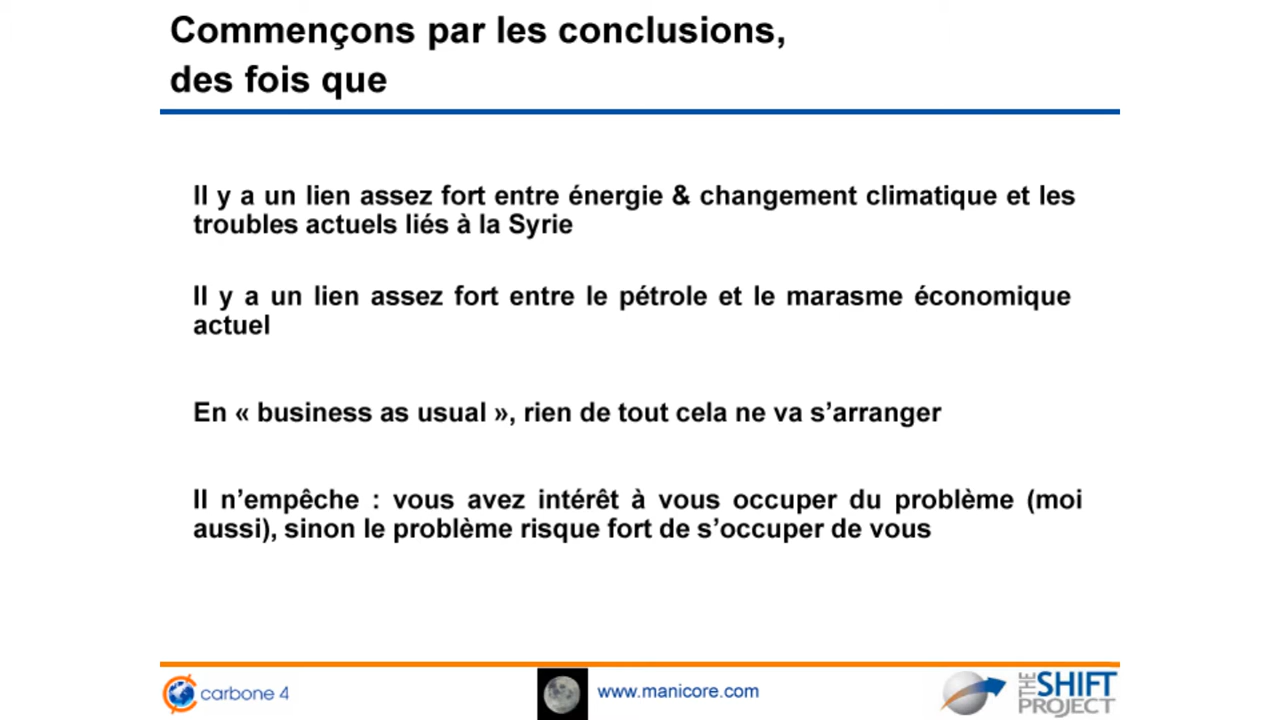 Commençons par les conclusions,
des fois que
Il y a un lien assez fort entre énergie & changement climatique et les
troubles actuels liés à la Syrie
Il y a un lien assez fort entre le pétrole et le marasme économique
actuel
En « business as usual », rien de tout cela ne va s’arranger
Il n’empêche : vous avez intérêt à vous occuper du problème (moi
aussi), sinon le problème risque fort de s’occuper de vous
carbone 4
www.manicore.com
THE SHIFT
PROJECT